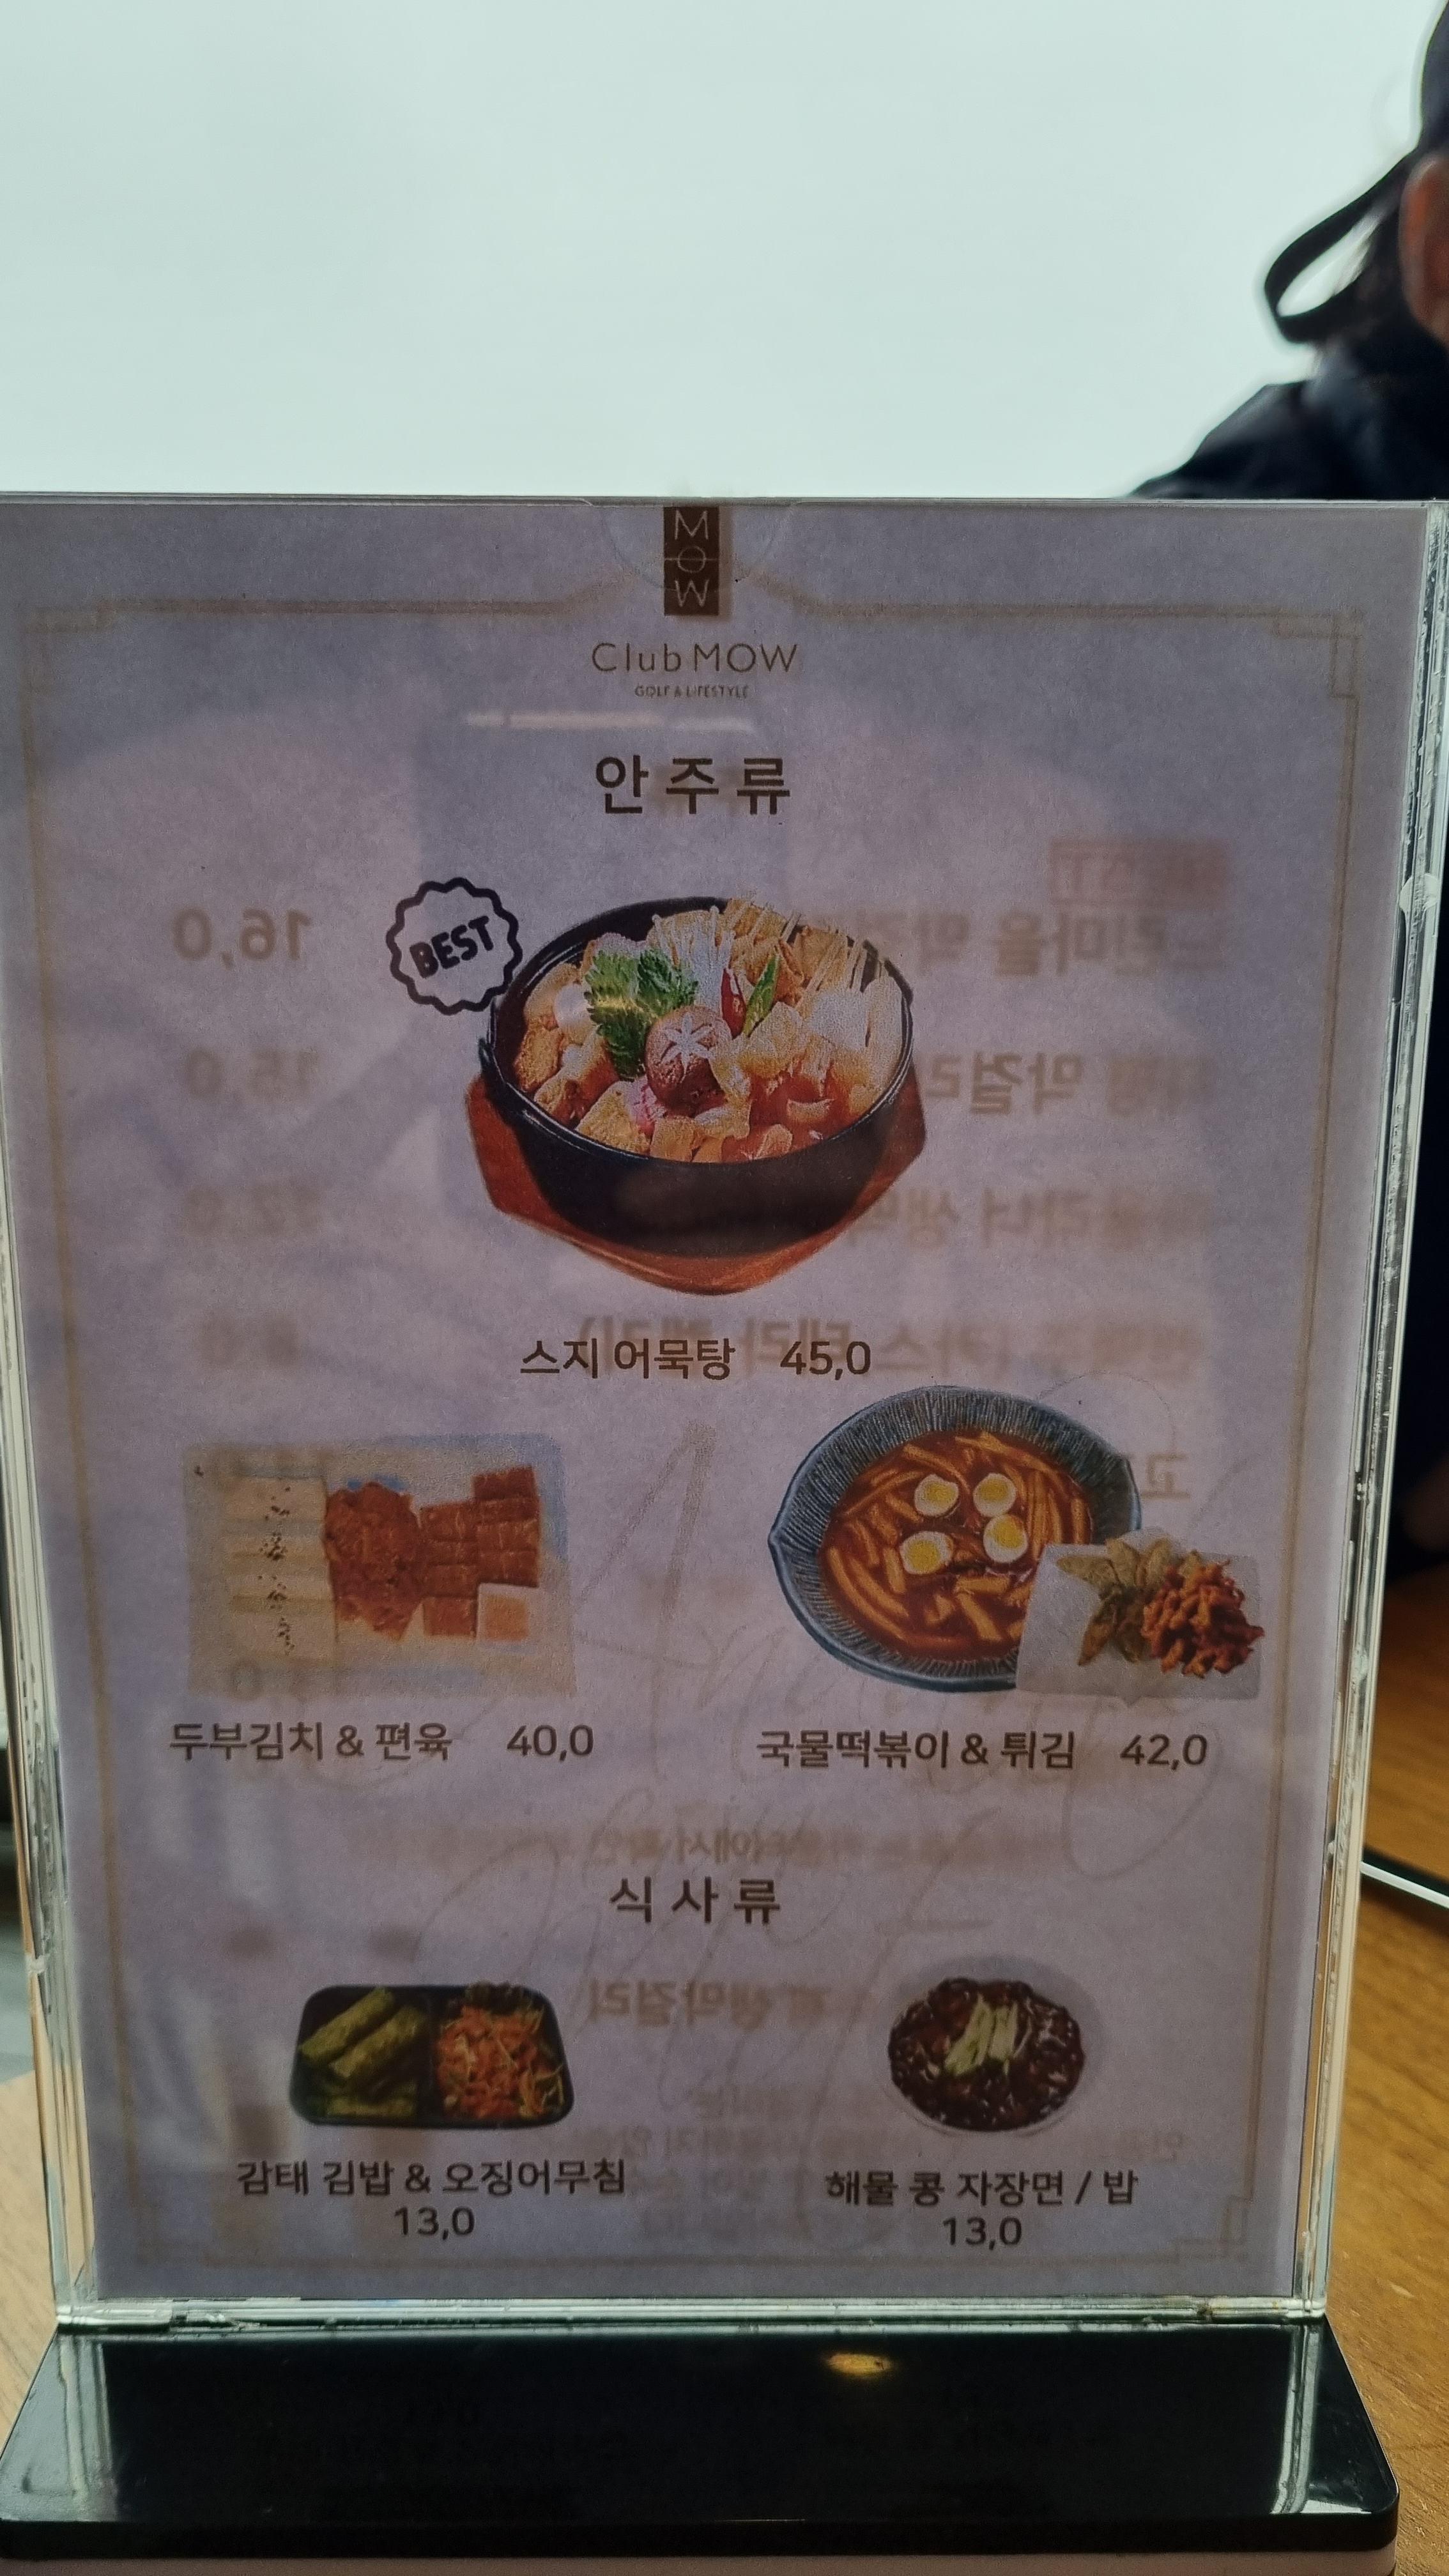 M
O
W
Club MOW
GOLF & LIFESTYLE
안주류
BEST
스지 어묵탕 45,0
두부김치 & 편육 40,0
국물떡볶이 & 튀김 42,0
식사류
감태 김밥 & 오징어무침
13,0
해물 콩 자장면 / 밥
13,0